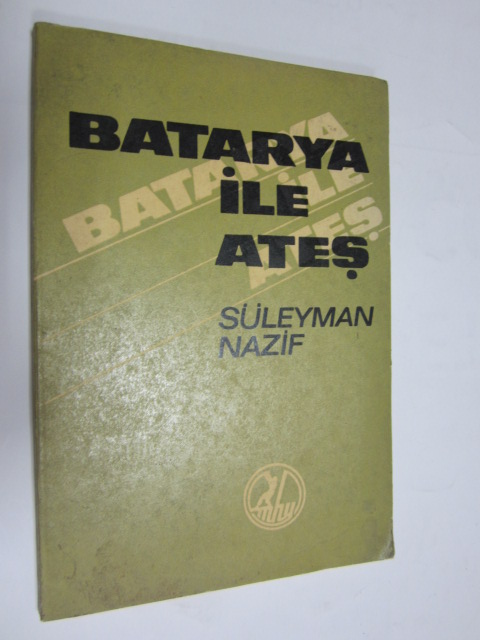 BATARYA
İLE
ATEŞ
BATARYA
İLE
ATEŞ
SÜLEYMAN
NAZİF
mhy